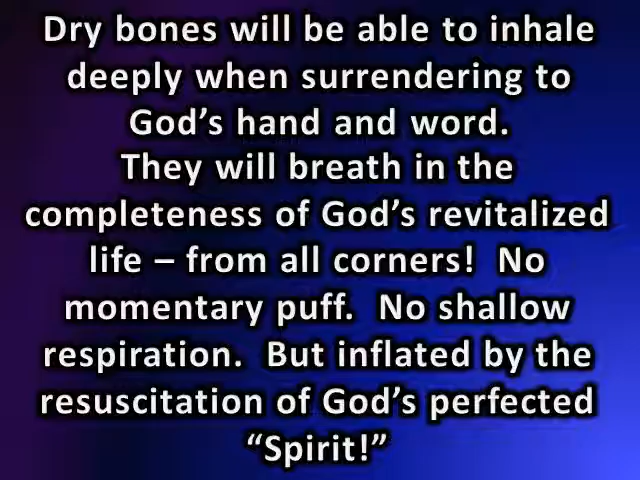 Dry bones will be able to inhale
deeply when surrendering to
God’s hand and word.
They will breath in the
completeness of God’s revitalized
life – from all corners!  No
momentary puff.  No shallow
respiration.  But inflated by the
resuscitation of God’s perfected
“Spirit!”